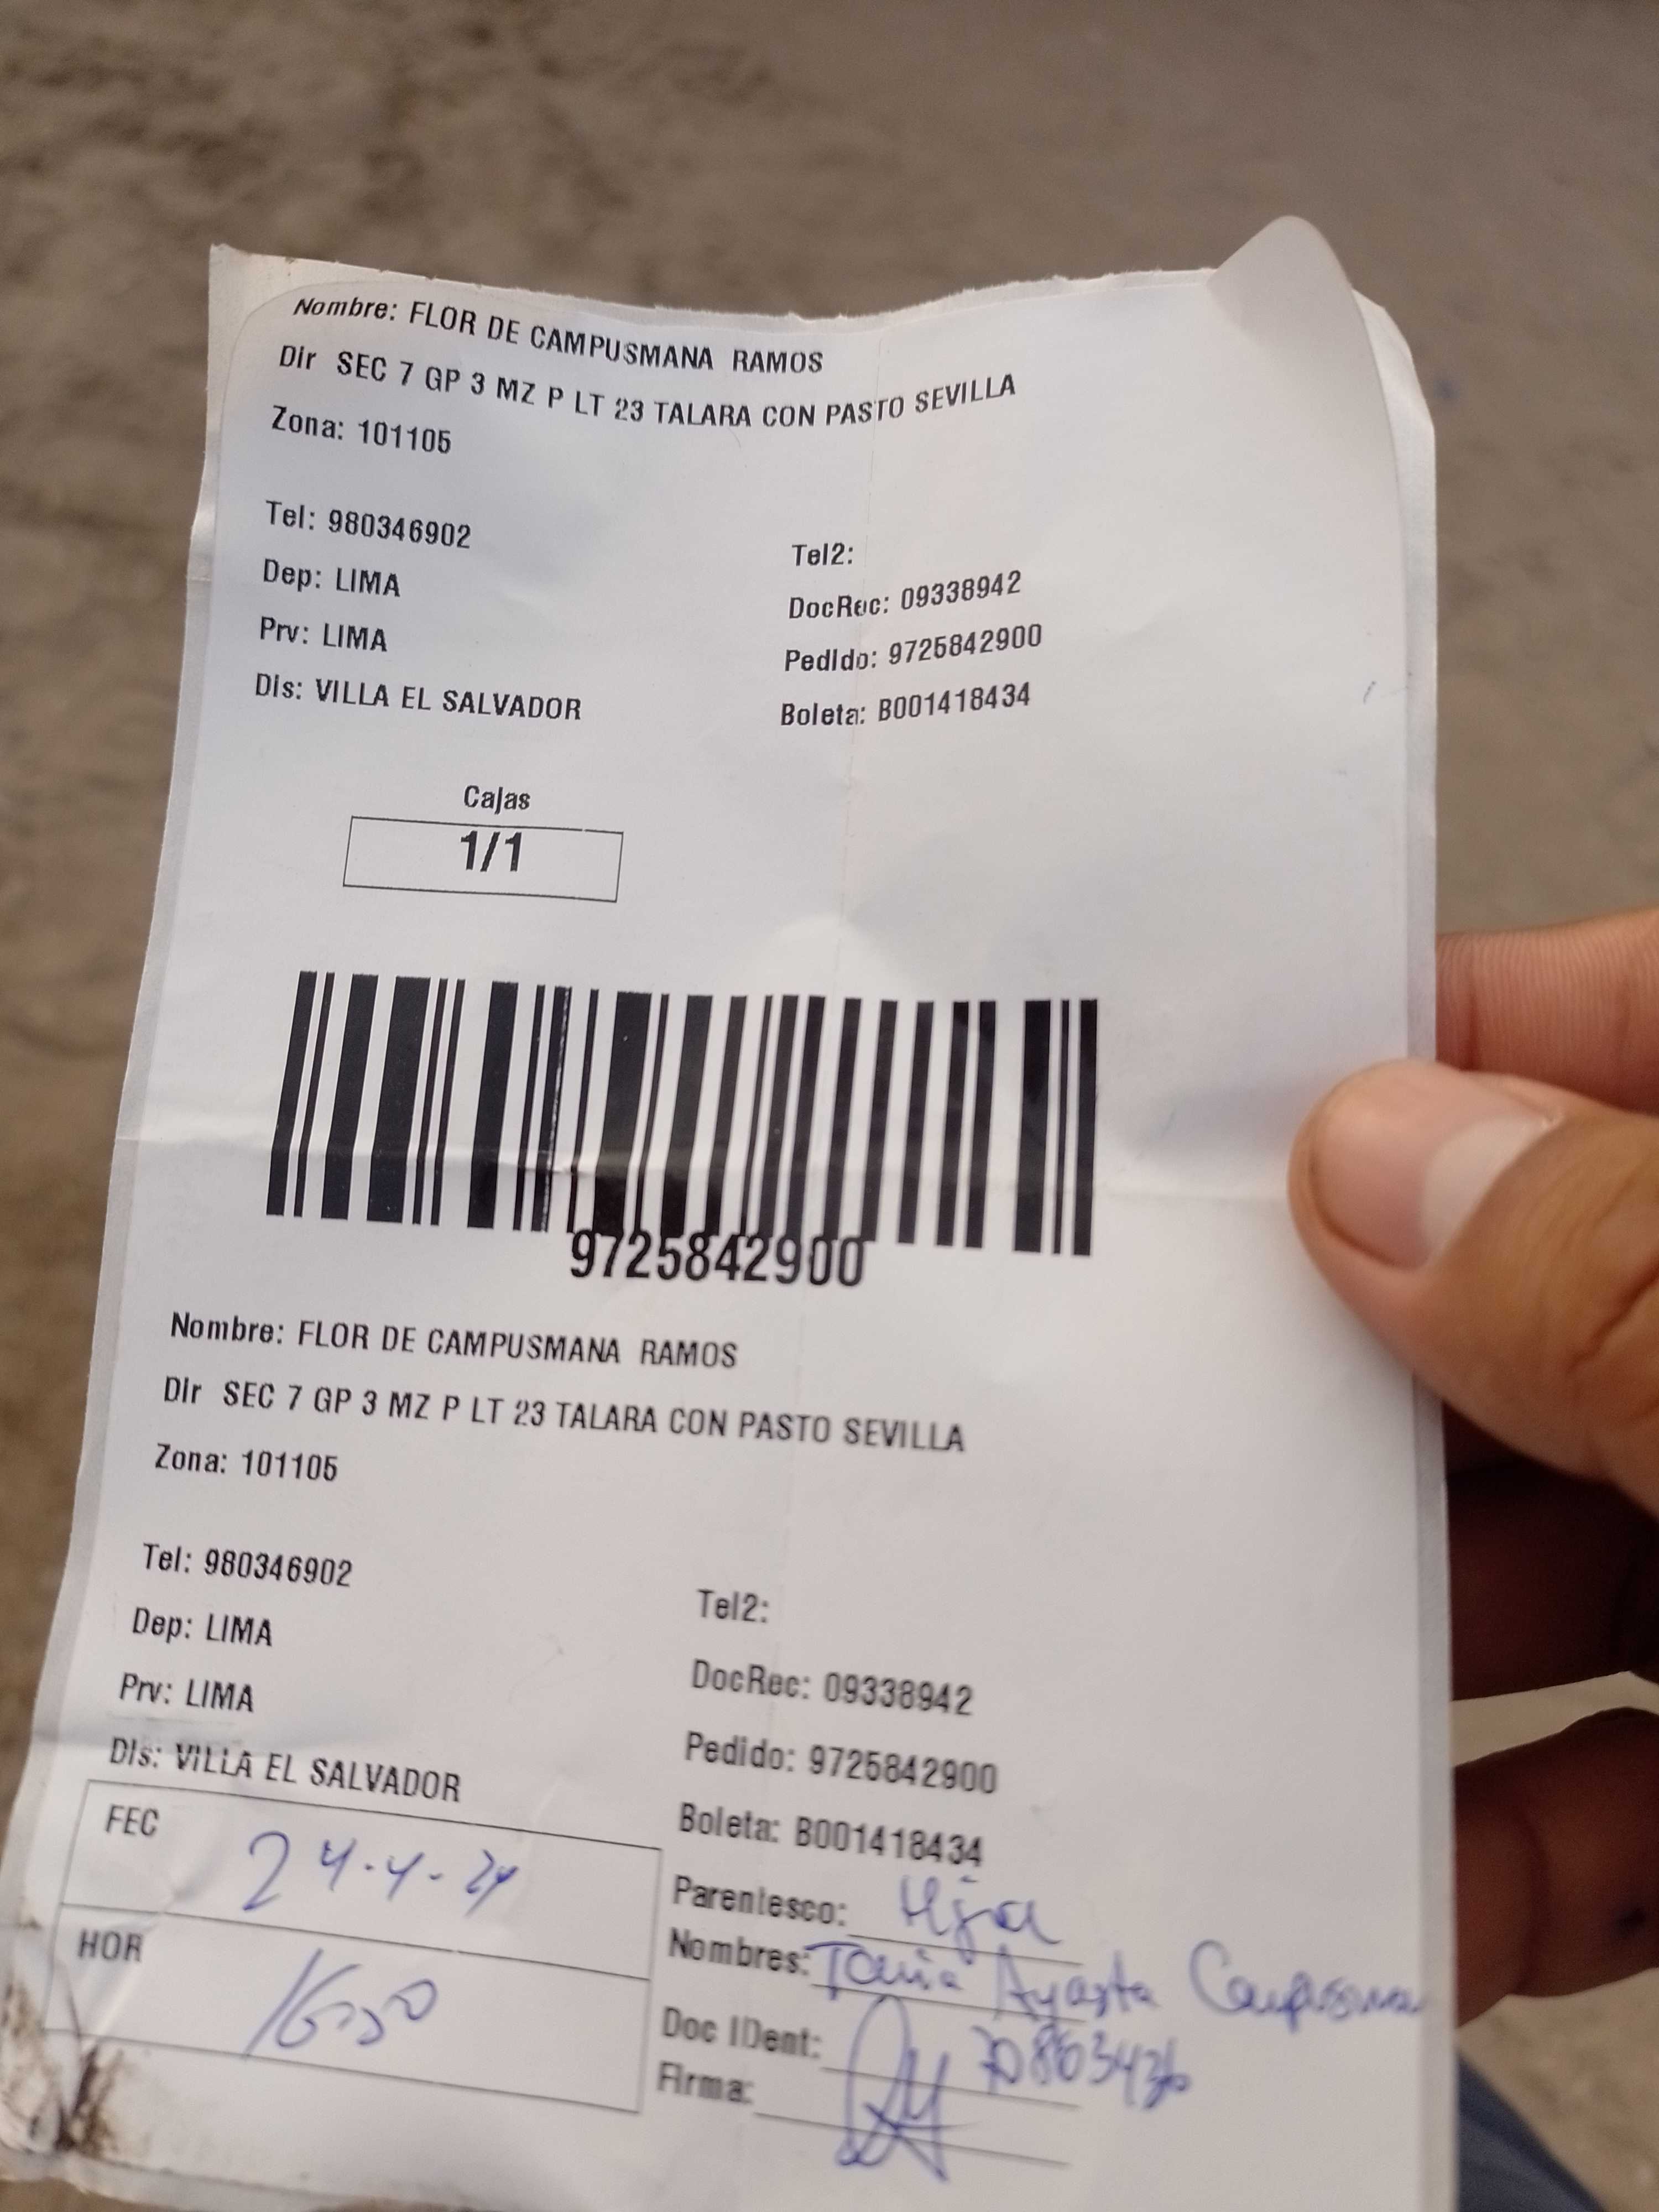 Nombre: FLOR DE CAMPUSMANA RAMOS
Dir SEC 7 GP 3 MZ P LT 23 TALARA CON PASTO SEVILLA
Zona: 101105
Tel: 980346902
Tel2:
Dep: LIMA
DocRec: 09338942
Prv: LIMA
Pedido: 9725842900
Dis: VILLA EL SALVADOR
Boleta: B001418434
Cajas
1/1
9725842900
Nombre: FLOR DE CAMPUSMANA RAMOS
Dir SEC 7 GP 3 MZ P LT 23 TALARA CON PASTO SEVILLA
Zona: 101105
Tel: 980346902
Tel2:
Dep: LIMA
DocRec: 09338942
Prv: LIMA
Pedido: 9725842900
Dis: VILLA EL SALVADOR
Boleta: B001418434
FEC 24-4-24
Parentesco: Hija
HOR
Nombres: Tania Ayasta
Doc IDent:
Firma: